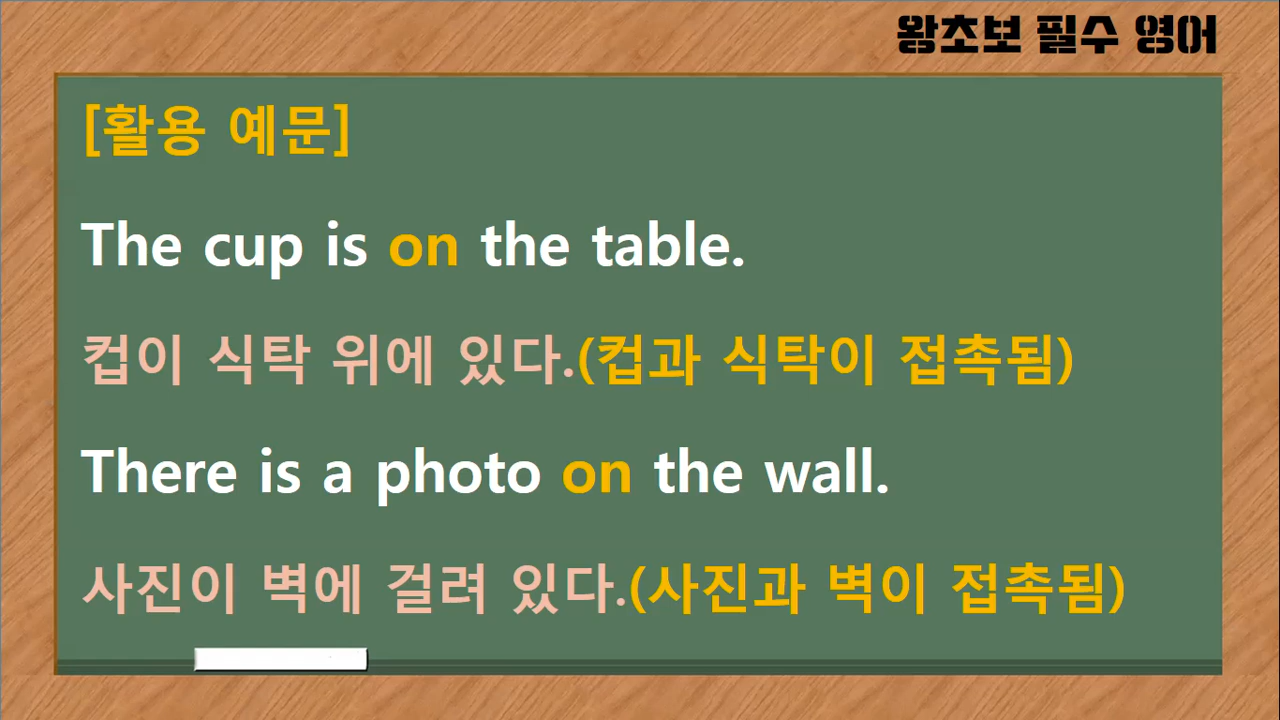 왕초보 필수 영어
[활용 예문]
The cup is on the table.
컵이 식탁 위에 있다.(컵과 식탁이 접촉됨)
There is a photo on the wall.
사진이 벽에 걸려 있다.(사진과 벽이 접촉됨)